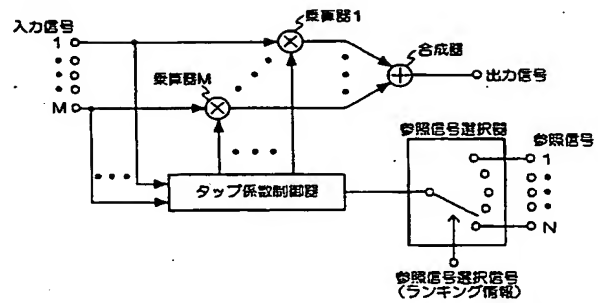 入力信号
1
M
乗算器1
乗算器M
合成器
出力信号
タップ係数制御器
参照信号選択器
参照信号
1
N
参照信号選択信号
(ランキング情報)